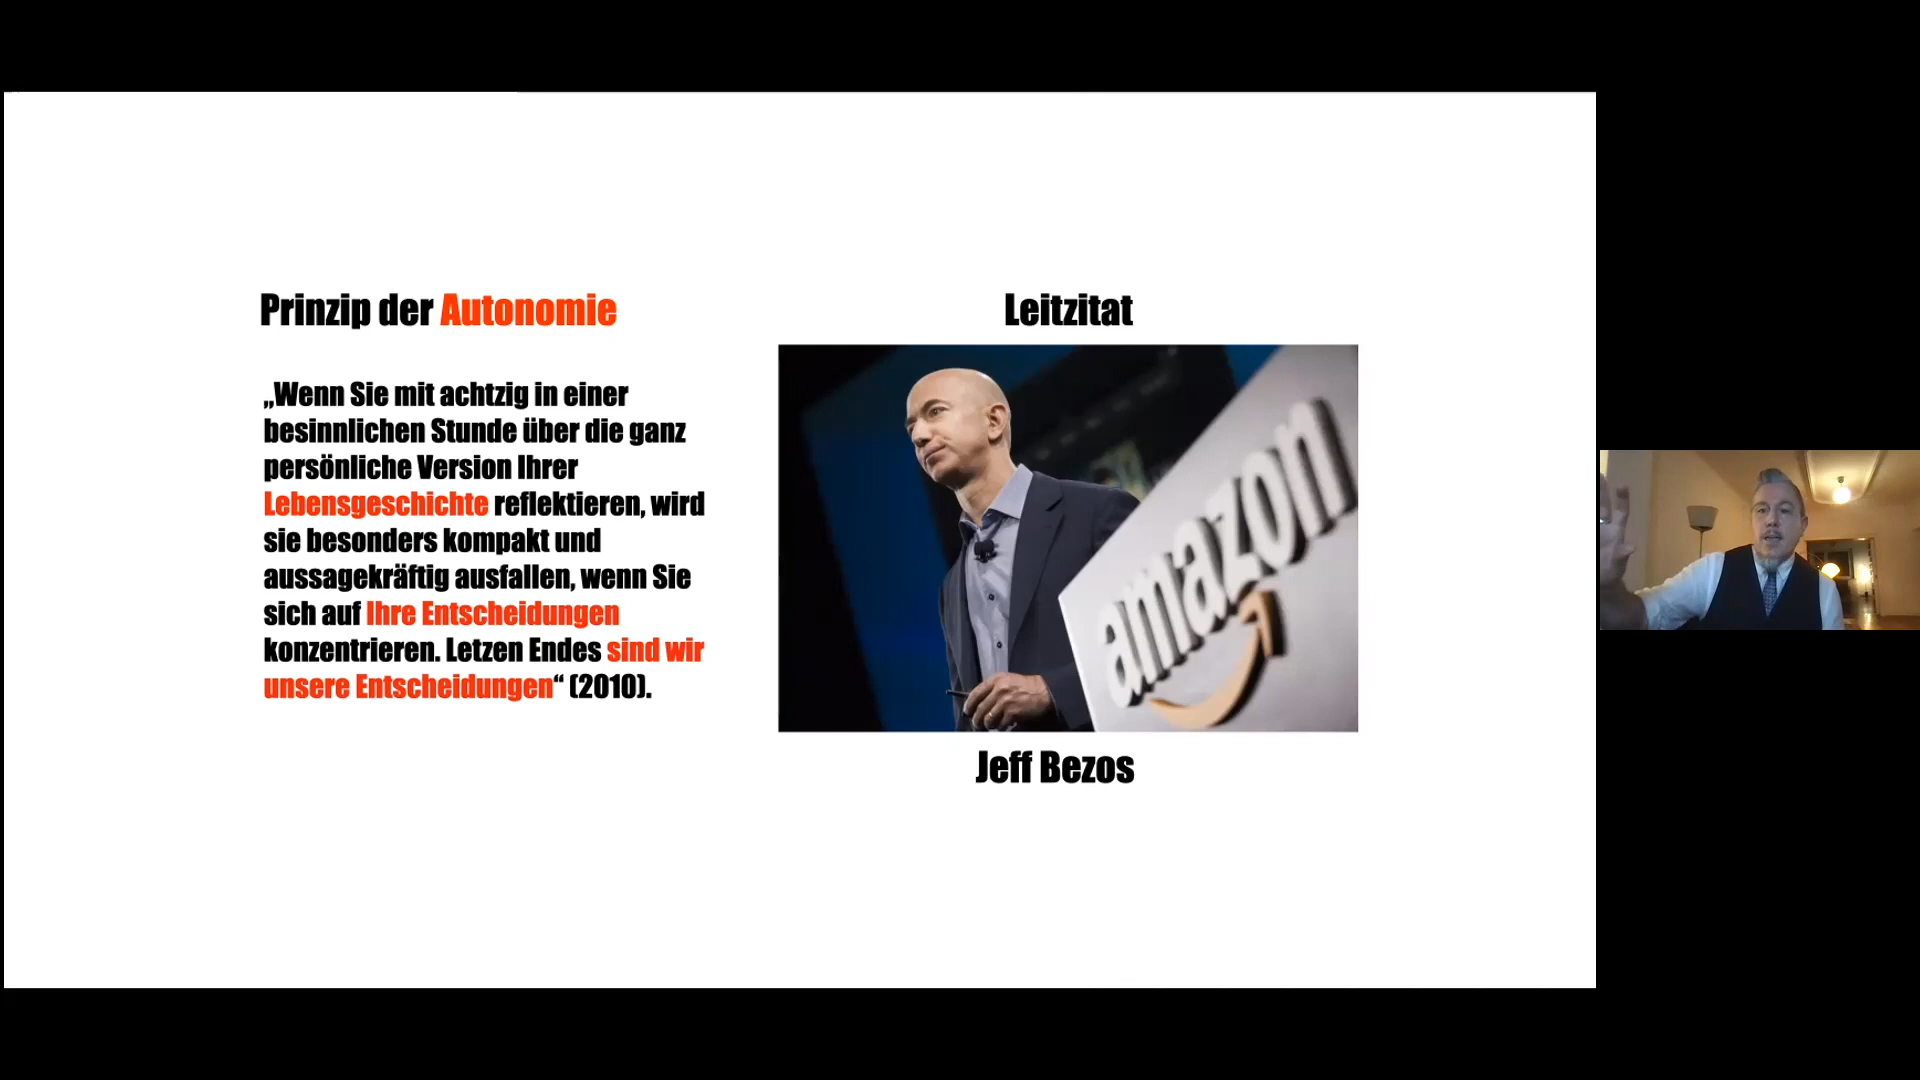 Prinzip der Autonomie
„Wenn Sie mit achtzig in einer
besinnlichen Stunde über die ganz
persönliche Version Ihrer
Lebensgeschichte reflektieren, wird
sie besonders kompakt und
aussagekräftig ausfallen, wenn Sie
sich auf Ihre Entscheidungen
konzentrieren. Letzen Endes sind wir
unsere Entscheidungen“ (2010).
Leitzitat
amazon
Jeff Bezos